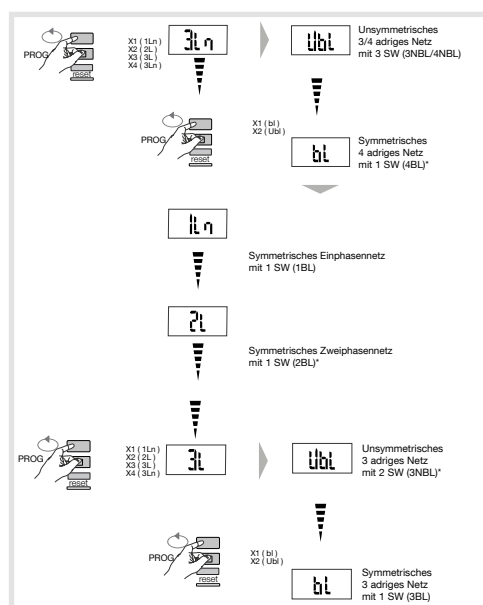 X1 ( 1Ln )
X2 ( 2L )
X3 ( 3L )
X4 ( 3Ln )
PROG
reset
3Ln
Ubl
Unsymmetrisches
3/4 adriges Netz
mit 3 SW (3NBL/4NBL)
PROG
reset
X1 ( bl )
X2 ( Ubl )
bl
Symmetrisches
4 adriges Netz
mit 1 SW (4BL)*
1Ln
Symmetrisches Einphasennetz
mit 1 SW (1BL)
2L
Symmetrisches Zweiphasennetz
mit 1 SW (2BL)*
PROG
reset
X1 ( 1Ln )
X2 ( 2L )
X3 ( 3L )
X4 ( 3Ln )
3L
Ubl
Unsymmetrisches
3 adriges Netz
mit 2 SW (3NBL)*
PROG
reset
X1 ( bl )
X2 ( Ubl )
bl
Symmetrisches
3 adriges Netz
mit 1 SW (3BL)